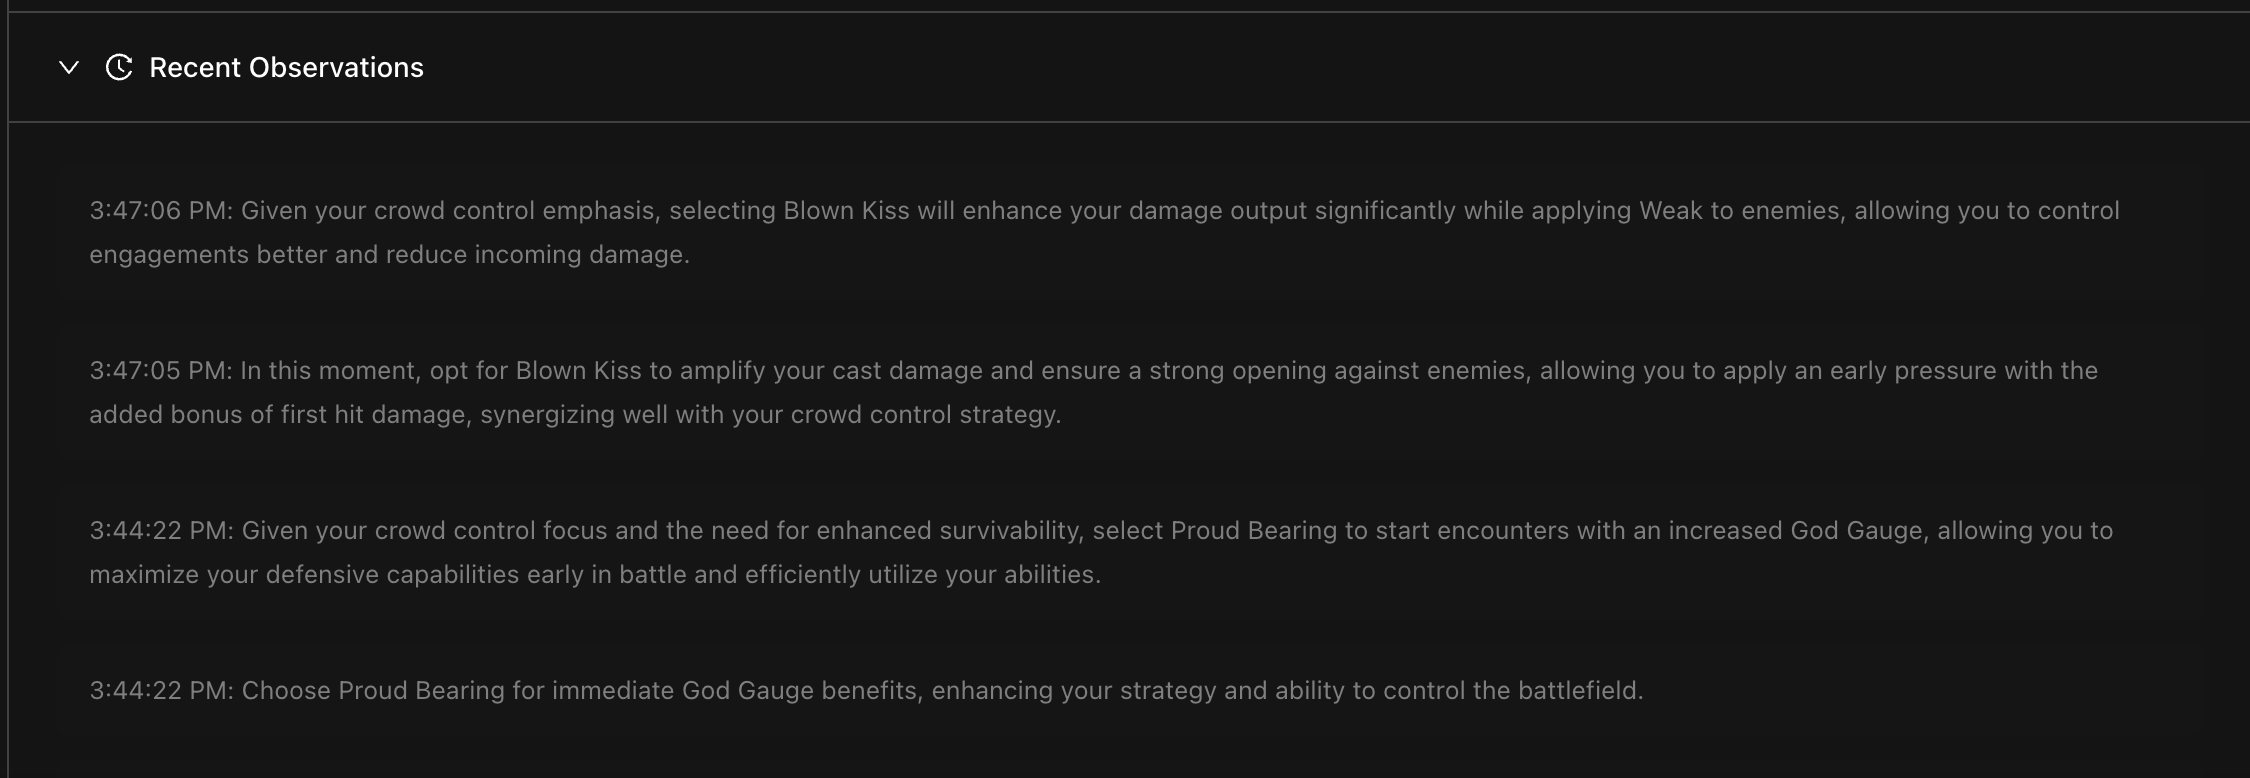 Recent Observations
3:47:06 PM: Given your crowd control emphasis, selecting Blown Kiss will enhance your damage output significantly while applying Weak to enemies, allowing you to control
engagements better and reduce incoming damage.
3:47:05 PM: In this moment, opt for Blown Kiss to amplify your cast damage and ensure a strong opening against enemies, allowing you to apply an early pressure with the
added bonus of first hit damage, synergizing well with your crowd control strategy.
3:44:22 PM: Given your crowd control focus and the need for enhanced survivability, select Proud Bearing to start encounters with an increased God Gauge, allowing you to
maximize your defensive capabilities early in battle and efficiently utilize your abilities.
3:44:22 PM: Choose Proud Bearing for immediate God Gauge benefits, enhancing your strategy and ability to control the battlefield.